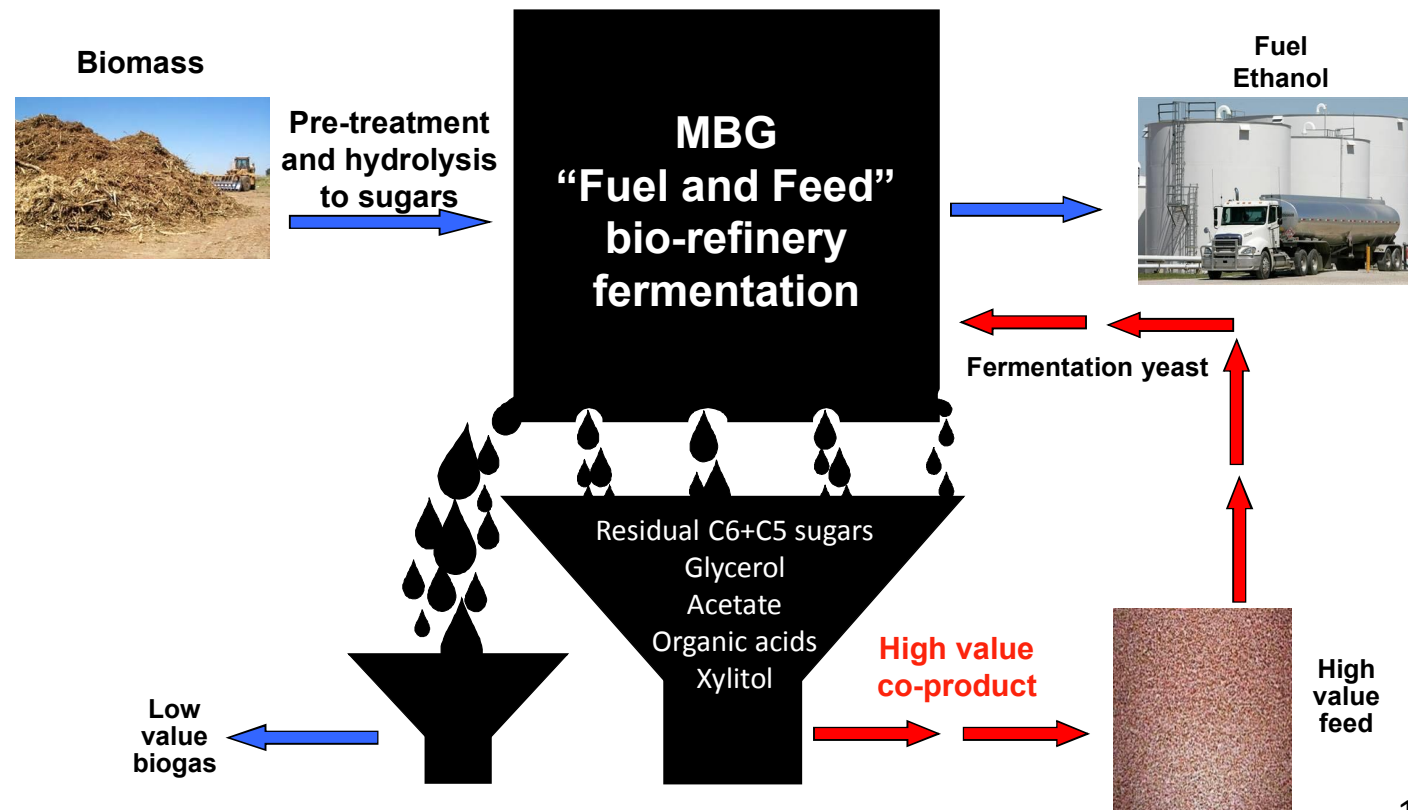 Biomass
Pre-treatment
and hydrolysis
to sugars
MBG
“Fuel and Feed”
bio-refinery
fermentation
Fuel
Ethanol
Fermentation yeast
Residual C6+C5 sugars
Glycerol
Acetate
Organic acids
Xylitol
High value
co-product
High
value
feed
Low
value
biogas